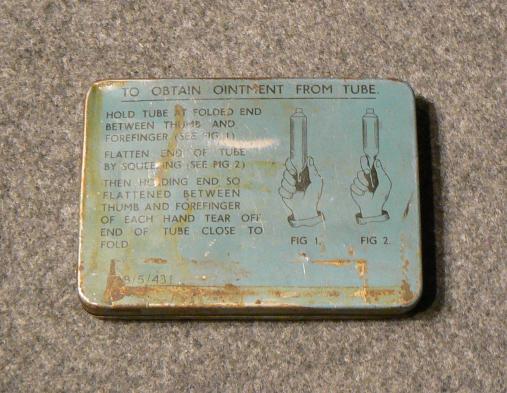 TO OBTAIN OINTMENT FROM TUBE.
HOLD TUBE AT FOLDED END
BETWEEN THUMB AND
FOREFINGER (SEE FIG. 1.)
FLATTEN END OF TUBE
BY SQUEEZING (SEE FIG 2.)
THEN HOLDING END SO
FLATTENED BETWEEN
THUMB AND FOREFINGER
OF EACH HAND TEAR OFF
END OF TUBE CLOSE TO
FOLD.
FIG 1.
FIG 2.